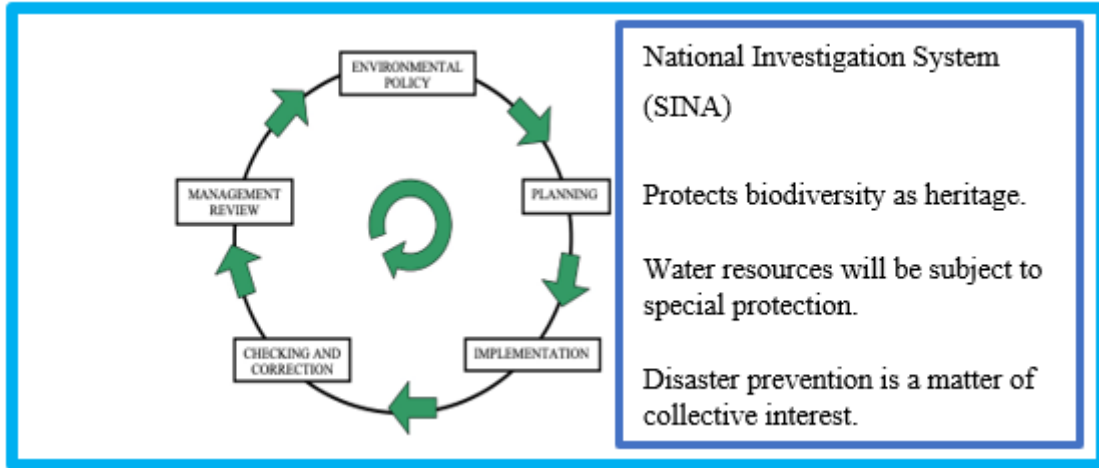 ENVIRONMENTAL
POLICY
PLANNING
IMPLEMENTATION
CHECKING AND
CORRECTION
MANAGEMENT
REVIEW
National Investigation System
(SINA)
Protects biodiversity as heritage.
Water resources will be subject to
special protection.
Disaster prevention is a matter of
collective interest.